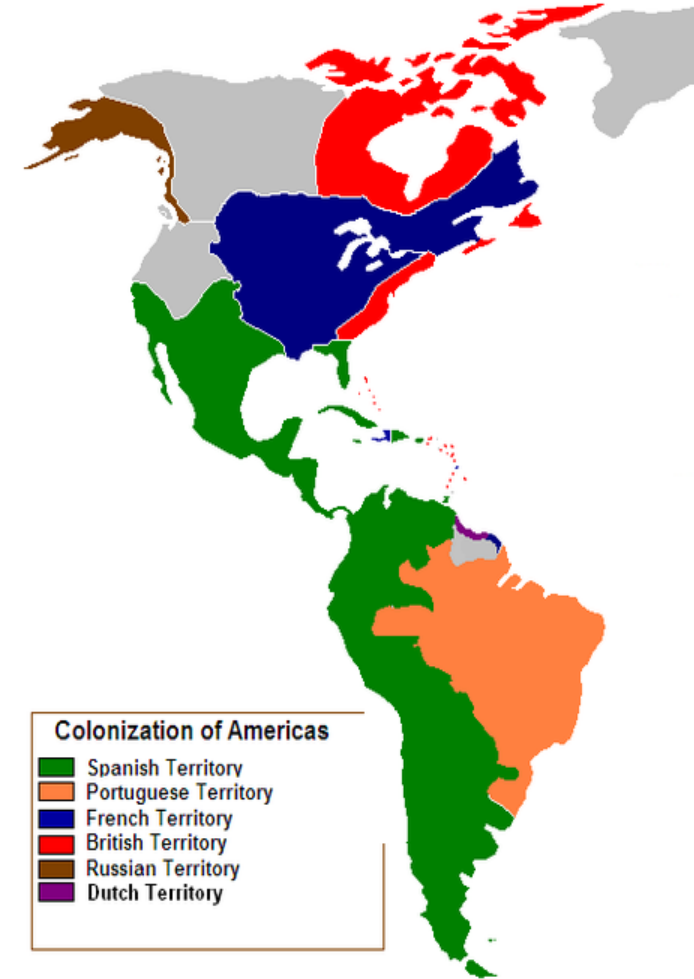 Colonization of Americas
Spanish Territory
Portuguese Territory
French Territory
British Territory
Russian Territory
Dutch Territory